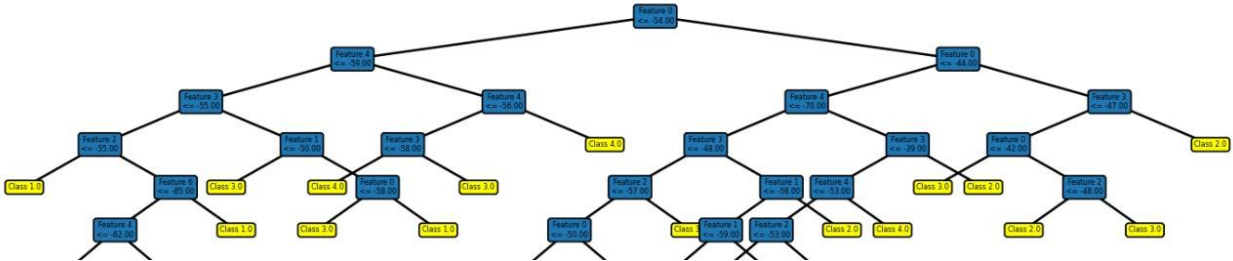 Feature 0
<= -54.00
Feature 4
<= -59.00
Feature 0
<= -44.00
Feature 3
<= -55.00
Feature 4
<= -56.00
Feature 4
<= -70.00
Feature 3
<= -47.00
Feature 2
<= -55.00
Feature 1
<= -50.00
Feature 3
<= -58.00
Class 4.0
Feature 3
<= -48.00
Feature 3
<= -39.00
Feature 0
<= -42.00
Class 2.0
Class 1.0
Feature 6
<= -85.00
Class 3.0
Class 4.0
Feature 0
<= -58.00
Class 3.0
Feature 2
<= -57.00
Feature 1
<= -58.00
Feature 4
<= -53.00
Class 3.0
Class 2.0
Feature 2
<= -48.00
Feature 4
<= -62.00
Class 1.0
Class 3.0
Class 1.0
Feature 0
<= -50.00
Class 3
Feature 1
<= -59.00
Feature 2
<= -53.00
Class 2.0
Class 4.0
Class 2.0
Class 3.0